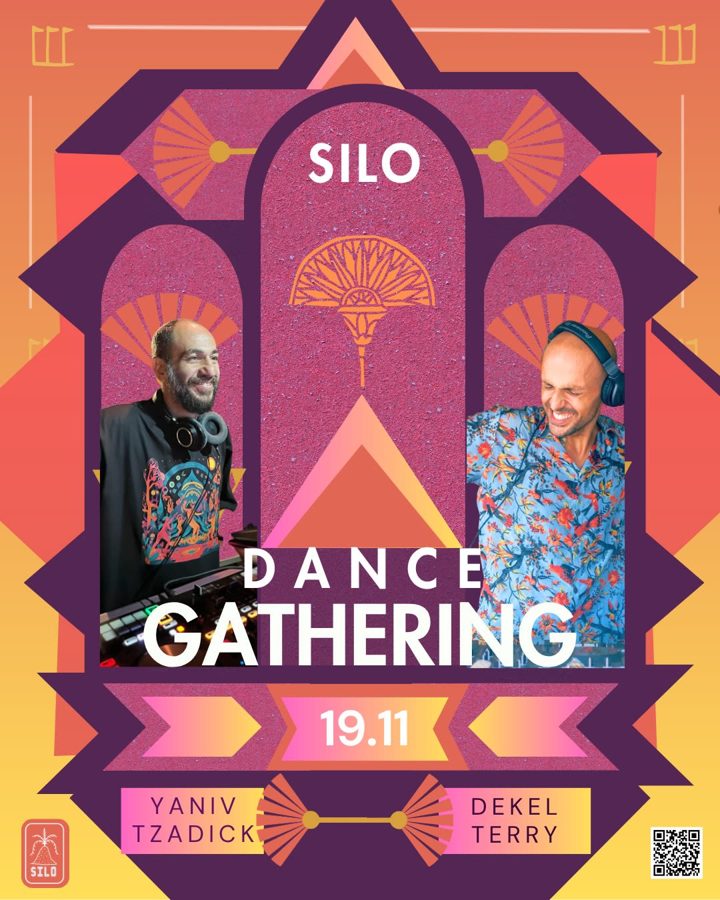 SILO
DANCE
GATHERING
19.11
YANIV
TZADICK
DEKEL
TERRY
SILO